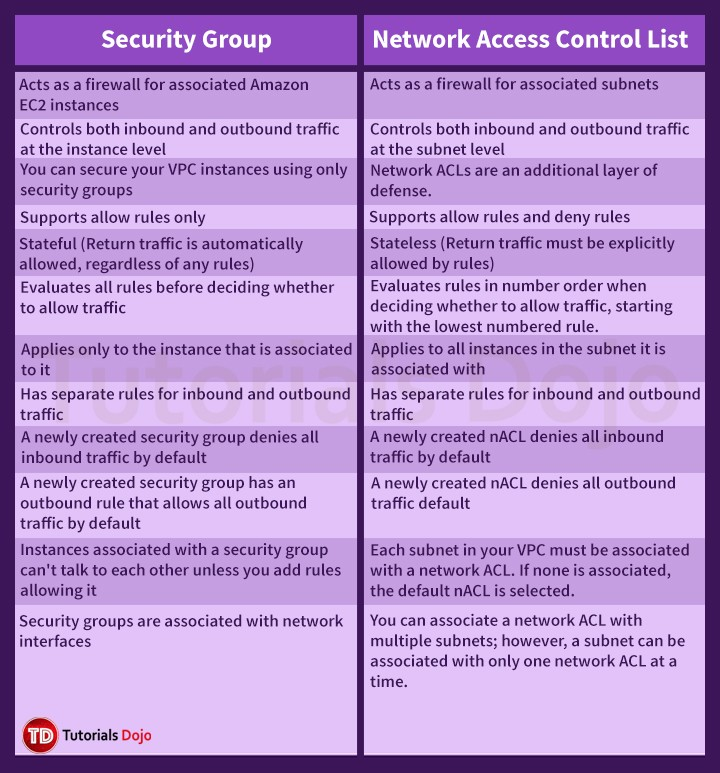 Security Group
Network Access Control List
Acts as a firewall for associated Amazon
EC2 instances
Acts as a firewall for associated subnets
Controls both inbound and outbound traffic
at the instance level
Controls both inbound and outbound traffic
at the subnet level
You can secure your VPC instances using only
security groups
Network ACLs are an additional layer of
defense.
Supports allow rules only
Supports allow rules and deny rules
Stateful (Return traffic is automatically
allowed, regardless of any rules)
Stateless (Return traffic must be explicitly
allowed by rules)
Evaluates all rules before deciding whether
to allow traffic
Evaluates rules in number order when
deciding whether to allow traffic, starting
with the lowest numbered rule.
Applies only to the instance that is associated
to it
Applies to all instances in the subnet it is
associated with
Has separate rules for inbound and outbound
traffic
Has separate rules for inbound and outbound
traffic
A newly created security group denies all
inbound traffic by default
A newly created nACL denies all inbound
traffic by default
A newly created security group has an
outbound rule that allows all outbound
traffic by default
A newly created nACL denies all outbound
traffic default
Instances associated with a security group
can't talk to each other unless you add rules
allowing it
Each subnet in your VPC must be associated
with a network ACL. If none is associated,
the default nACL is selected.
Security groups are associated with network
interfaces
You can associate a network ACL with
multiple subnets; however, a subnet can be
associated with only one network ACL at a
time.
Tutorials Dojo
TD Tutorials Dojo